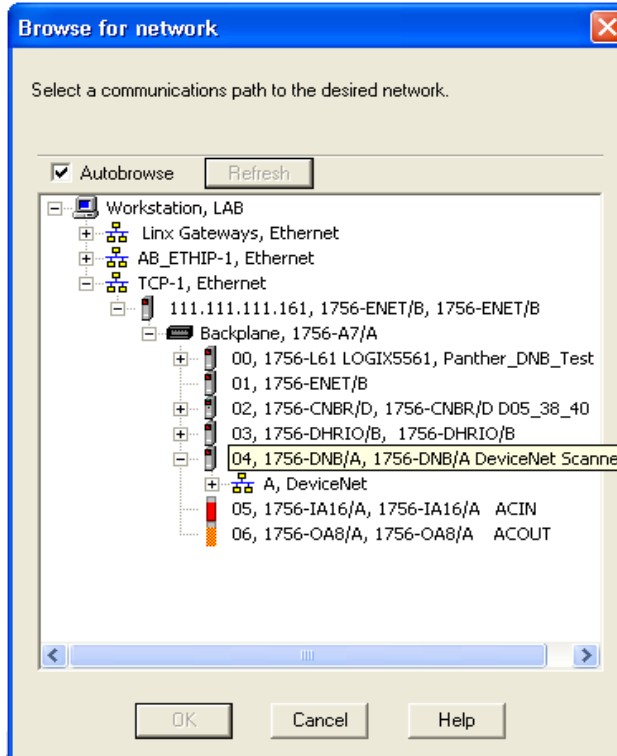 Browse for network
Select a communications path to the desired network.
Autobrowse
Refresh
Workstation, LAB
Linx Gateways, Ethernet
AB_ETHIP-1, Ethernet
TCP-1, Ethernet
111.111.111.161, 1756-ENET/B, 1756-ENET/B
Backplane, 1756-A7/A
00, 1756-L61 LOGIX5561, Panther_DNB_Test
01, 1756-ENET/B
02, 1756-CNBR/D, 1756-CNBR/D D05_38_40
03, 1756-DHRIO/B, 1756-DHRIO/B
04, 1756-DNB/A, 1756-DNB/A DeviceNet Scanne
A, DeviceNet
05, 1756-IA16/A, 1756-IA16/A ACIN
06, 1756-OA8/A, 1756-OA8/A ACOUT
OK
Cancel
Help